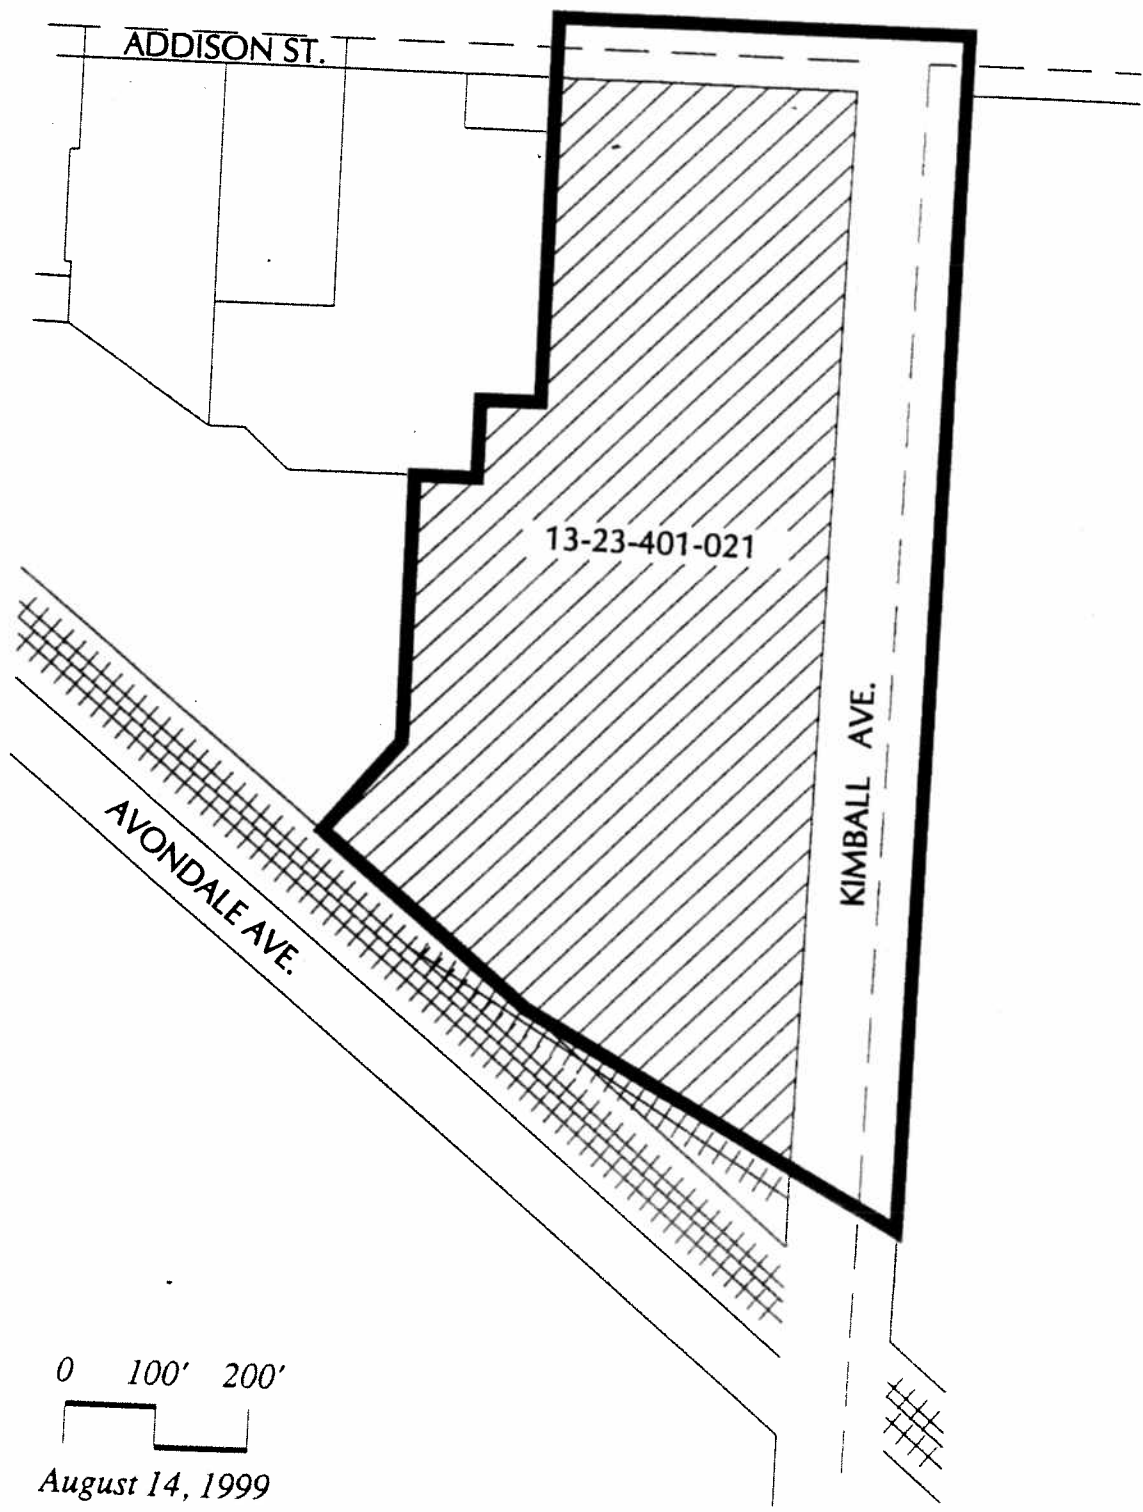 ADDISON ST.
13-23-401-021
KIMBALL AVE.
AVONDALE AVE.
0 100' 200'
August 14, 1999